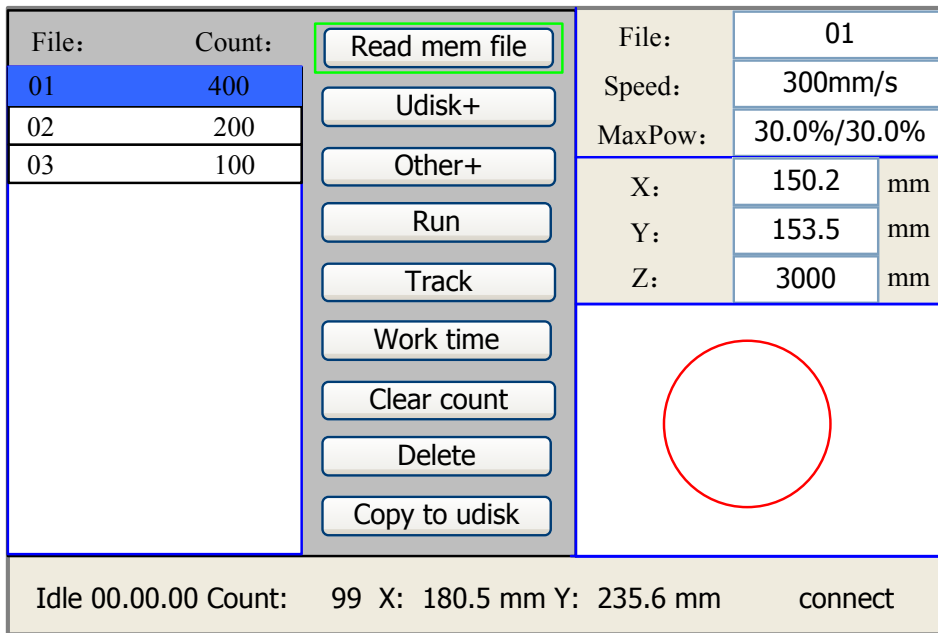 File： Count：
01 400
02 200
03 100
Read mem file
Udisk+
Other+
Run
Track
Work time
Clear count
Delete
Copy to udisk
File： 01
Speed： 300mm/s
MaxPow： 30.0%/30.0%
X： 150.2 mm
Y： 153.5 mm
Z： 3000 mm
Idle 00.00.00 Count: 99 X: 180.5 mm Y: 235.6 mm connect